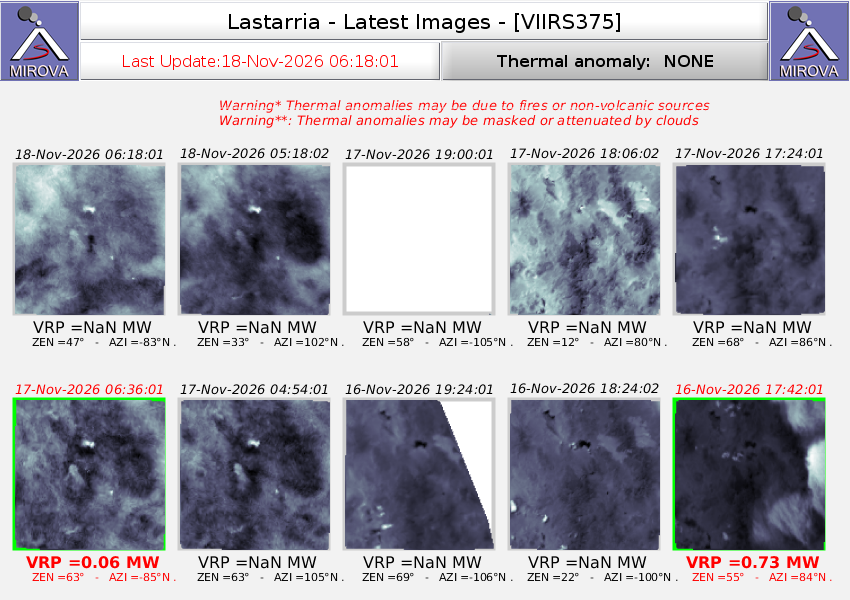 Lastarria - Latest Images - [VIIRS375]
MIROVA
Last Update:18-Nov-2026 06:18:01
Thermal anomaly: NONE
MIROVA
Warning* Thermal anomalies may be due to fires or non-volcanic sources
Warning**: Thermal anomalies may be masked or attenuated by clouds
18-Nov-2026 06:18:01
18-Nov-2026 05:18:02
17-Nov-2026 19:00:01
17-Nov-2026 18:06:02
17-Nov-2026 17:24:01
VRP =NaN MW
VRP =NaN MW
VRP =NaN MW
VRP =NaN MW
VRP =NaN MW
ZEN =47° - AZI =-83°N .
ZEN =33° - AZI =102°N .
ZEN =58° - AZI =-105°N .
ZEN =12° - AZI =80°N .
ZEN =68° - AZI =86°N .
17-Nov-2026 06:36:01
17-Nov-2026 04:54:01
16-Nov-2026 19:24:01
16-Nov-2026 18:24:02
16-Nov-2026 17:42:01
VRP =0.06 MW
VRP =NaN MW
VRP =NaN MW
VRP =NaN MW
VRP =0.73 MW
ZEN =63° - AZI =-85°N .
ZEN =63° - AZI =105°N .
ZEN =69° - AZI =-106°N .
ZEN =22° - AZI =-100°N .
ZEN =55° - AZI =84°N .